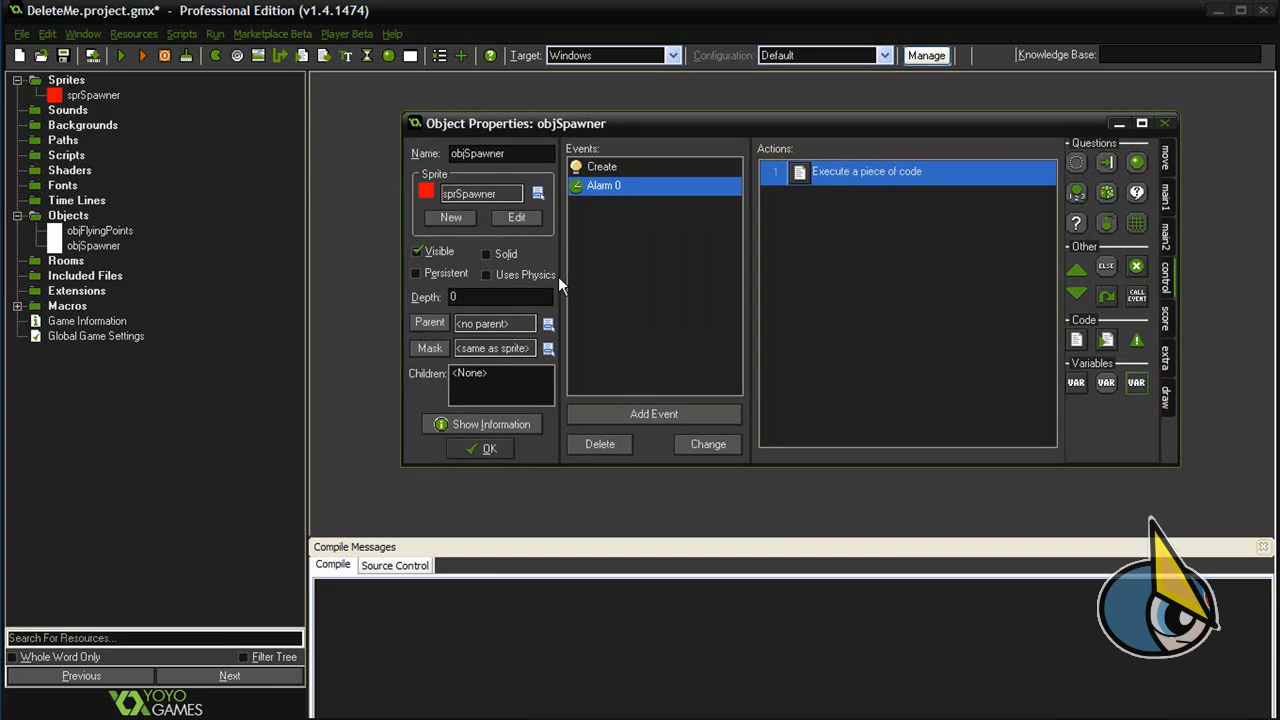 DeleteMe.project.gmx* - Professional Edition (v1.4.1474)
File Edit Window Resources Scripts Run Marketplace Beta Player Beta Help
Target: Windows Configuration: Default Manage Knowledge Base:
Sprites
sprSpawner
Sounds
Backgrounds
Paths
Scripts
Shaders
Fonts
Time Lines
Objects
objFlyingPoints
objSpawner
Rooms
Included Files
Extensions
Macros
Game Information
Global Game Settings
Search For Resources...
Whole Word Only Filter Tree
Previous Next
YOYO
GAMES
Object Properties: objSpawner
Name: objSpawner
Sprite
sprSpawner
New Edit
Visible Solid
Persistent Uses Physics
Depth: 0
Parent <no parent>
Mask <same as sprite>
Children: <None>
Show Information
OK
Events:
Create
Alarm 0
Add Event
Delete Change
Actions:
1 Execute a piece of code
Questions
Other
ELSE
CALL
EVENT
Code
Variables
VAR VAR VAR
move
main1
main2
control
score
extra
draw
Compile Messages
Compile Source Control